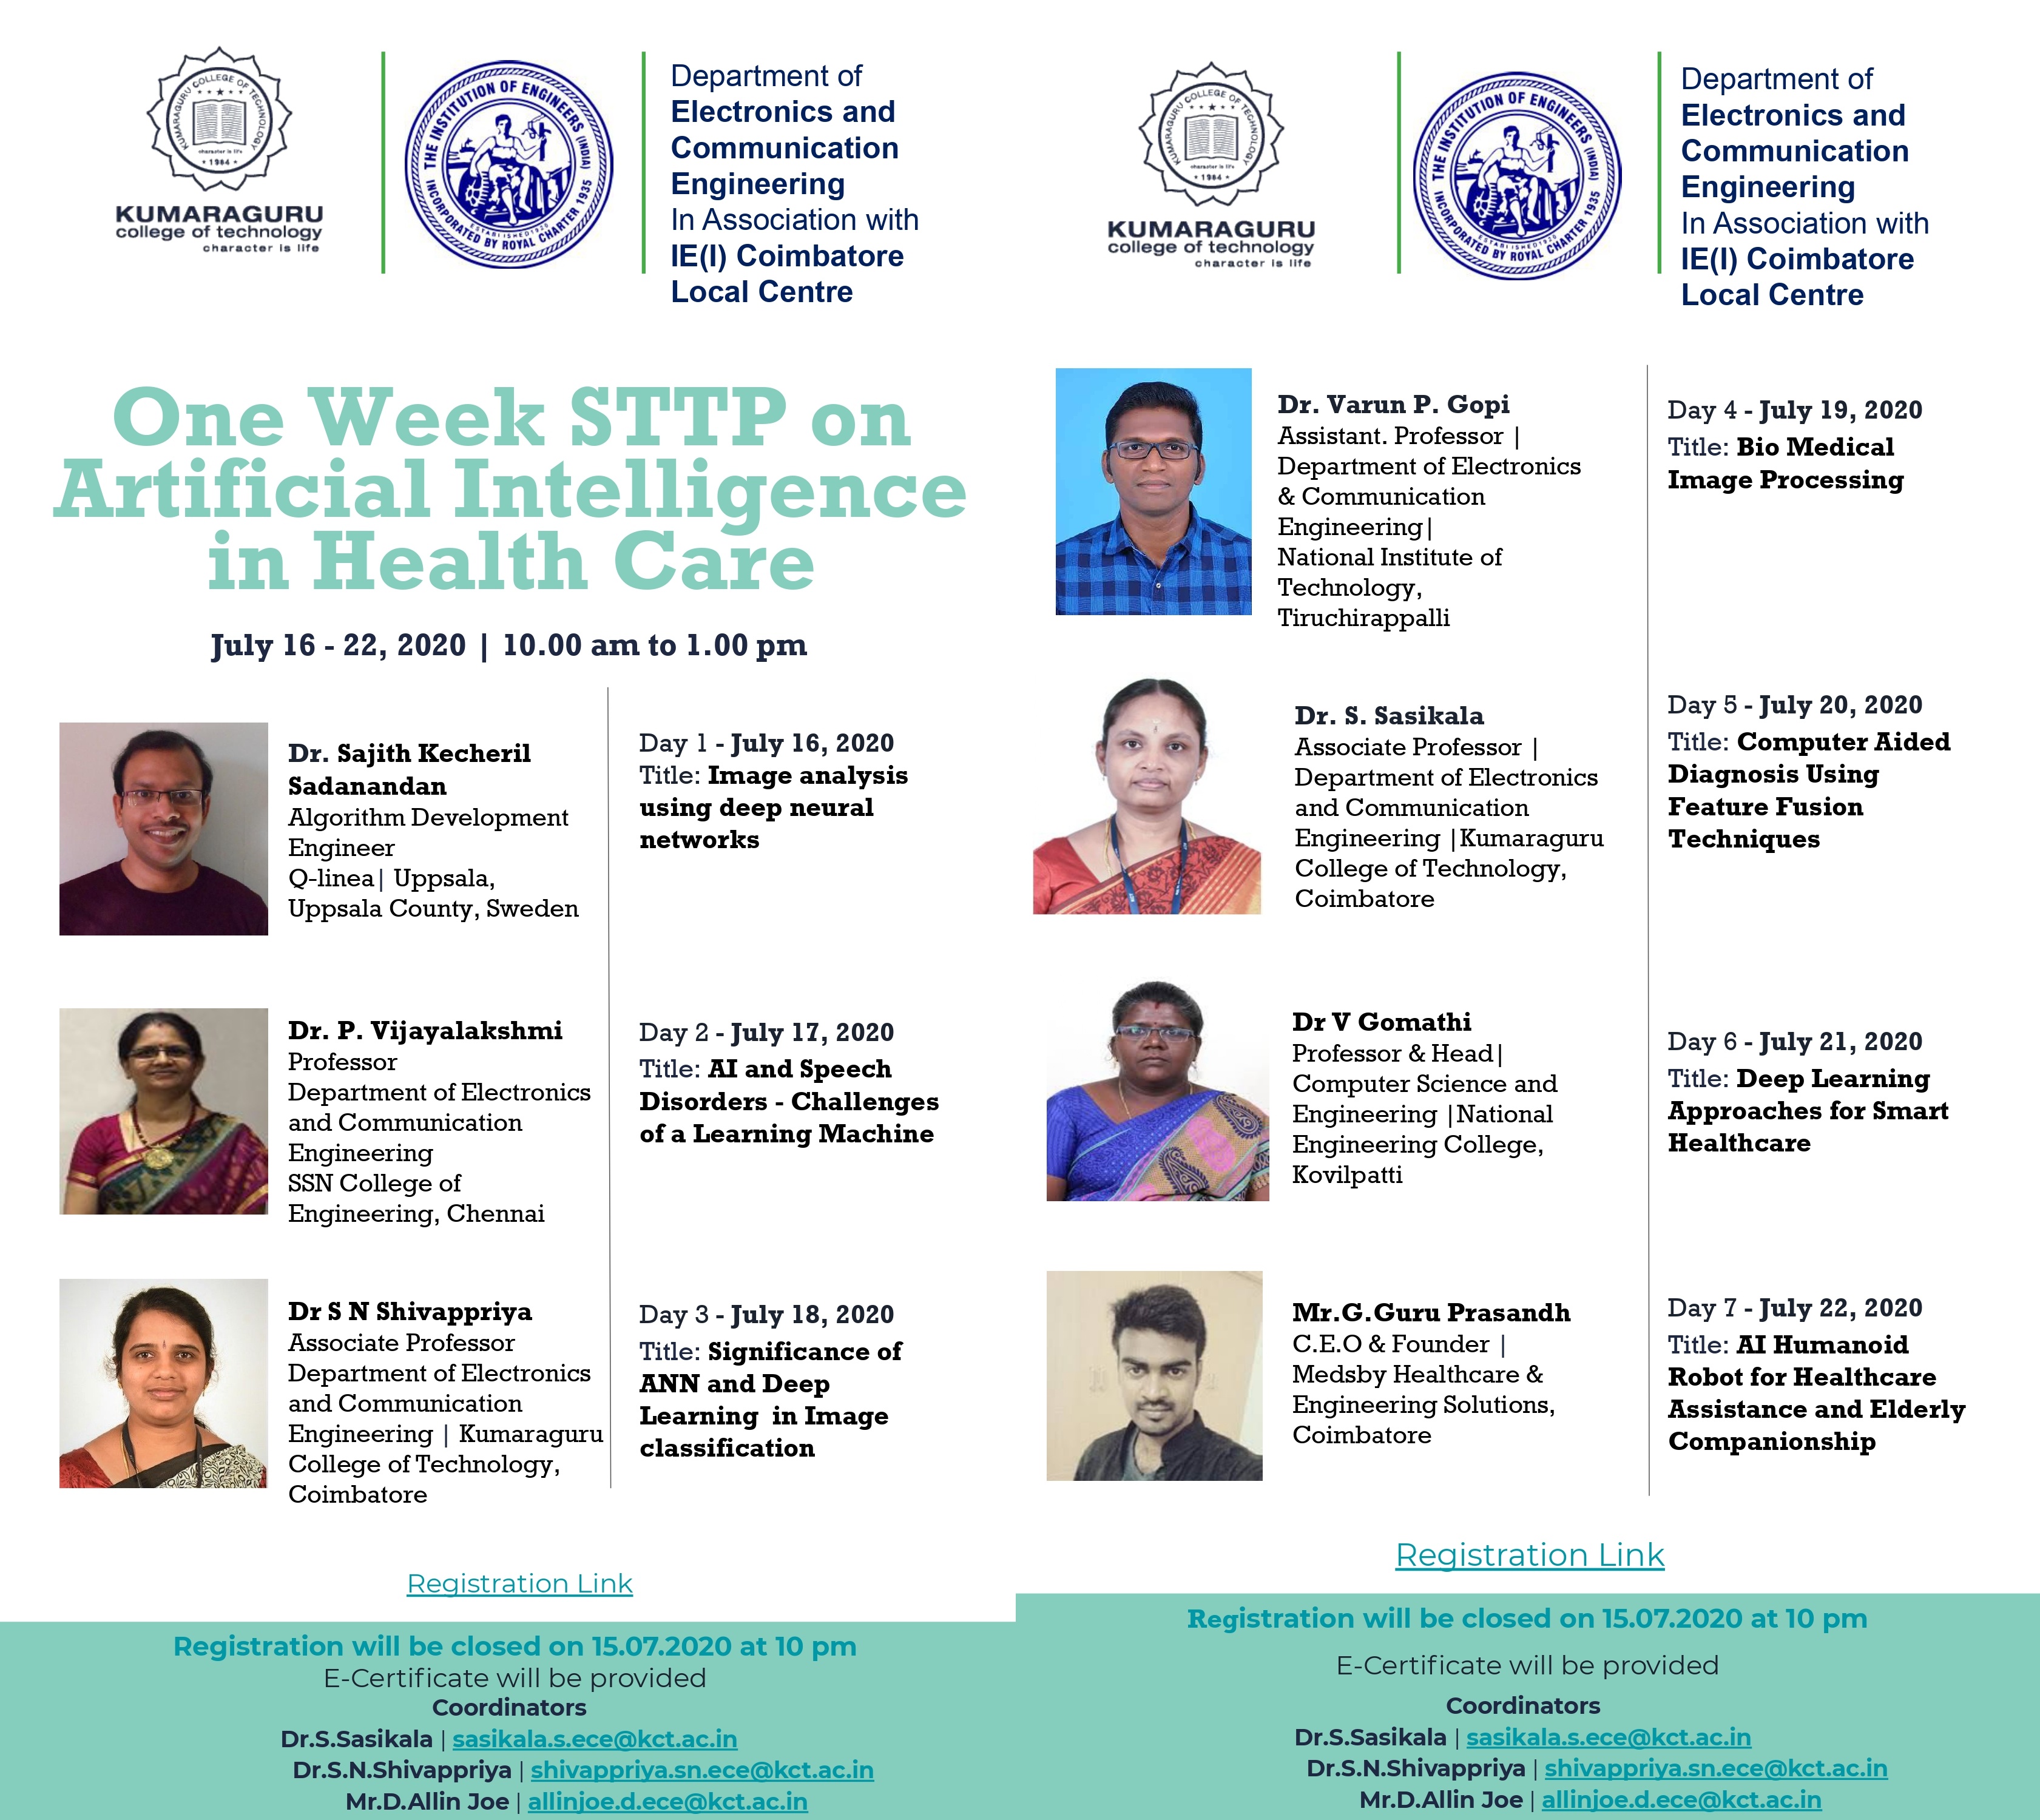 KUMARAGURU COLLEGE OF TECHNOLOGY
character is life
• 1984 •
KUMARAGURU
college of technology
character is life
THE INSTITUTION OF ENGINEERS (INDIA)
ESTABLISHED 1920
INCORPORATED BY ROYAL CHARTER 1935
Department of
Electronics and
Communication
Engineering
In Association with
IE(I) Coimbatore
Local Centre
One Week STTP on
Artificial Intelligence
in Health Care
July 16 - 22, 2020 | 10.00 am to 1.00 pm
Dr. Sajith Kecheril
Sadanandan
Algorithm Development
Engineer
Q-linea| Uppsala,
Uppsala County, Sweden
Day 1 - July 16, 2020
Title: Image analysis
using deep neural
networks
Dr. P. Vijayalakshmi
Professor
Department of Electronics
and Communication
Engineering
SSN College of
Engineering, Chennai
Day 2 - July 17, 2020
Title: AI and Speech
Disorders - Challenges
of a Learning Machine
Dr S N Shivappriya
Associate Professor
Department of Electronics
and Communication
Engineering | Kumaraguru
College of Technology,
Coimbatore
Day 3 - July 18, 2020
Title: Significance of
ANN and Deep
Learning in Image
classification
Registration Link
Registration will be closed on 15.07.2020 at 10 pm
E-Certificate will be provided
Coordinators
Dr.S.Sasikala | sasikala.s.ece@kct.ac.in
Dr.S.N.Shivappriya | shivappriya.sn.ece@kct.ac.in
Mr.D.Allin Joe | allinjoe.d.ece@kct.ac.in
KUMARAGURU COLLEGE OF TECHNOLOGY
character is life
• 1984 •
KUMARAGURU
college of technology
character is life
THE INSTITUTION OF ENGINEERS (INDIA)
ESTABLISHED 1920
INCORPORATED BY ROYAL CHARTER 1935
Department of
Electronics and
Communication
Engineering
In Association with
IE(I) Coimbatore
Local Centre
Dr. Varun P. Gopi
Assistant. Professor |
Department of Electronics
& Communication
Engineering|
National Institute of
Technology,
Tiruchirappalli
Day 4 - July 19, 2020
Title: Bio Medical
Image Processing
Dr. S. Sasikala
Associate Professor |
Department of Electronics
and Communication
Engineering |Kumaraguru
College of Technology,
Coimbatore
Day 5 - July 20, 2020
Title: Computer Aided
Diagnosis Using
Feature Fusion
Techniques
Dr V Gomathi
Professor & Head|
Computer Science and
Engineering |National
Engineering College,
Kovilpatti
Day 6 - July 21, 2020
Title: Deep Learning
Approaches for Smart
Healthcare
Mr.G.Guru Prasandh
C.E.O & Founder |
Medsby Healthcare &
Engineering Solutions,
Coimbatore
Day 7 - July 22, 2020
Title: AI Humanoid
Robot for Healthcare
Assistance and Elderly
Companionship
Registration Link
Registration will be closed on 15.07.2020 at 10 pm
E-Certificate will be provided
Coordinators
Dr.S.Sasikala | sasikala.s.ece@kct.ac.in
Dr.S.N.Shivappriya | shivappriya.sn.ece@kct.ac.in
Mr.D.Allin Joe | allinjoe.d.ece@kct.ac.in